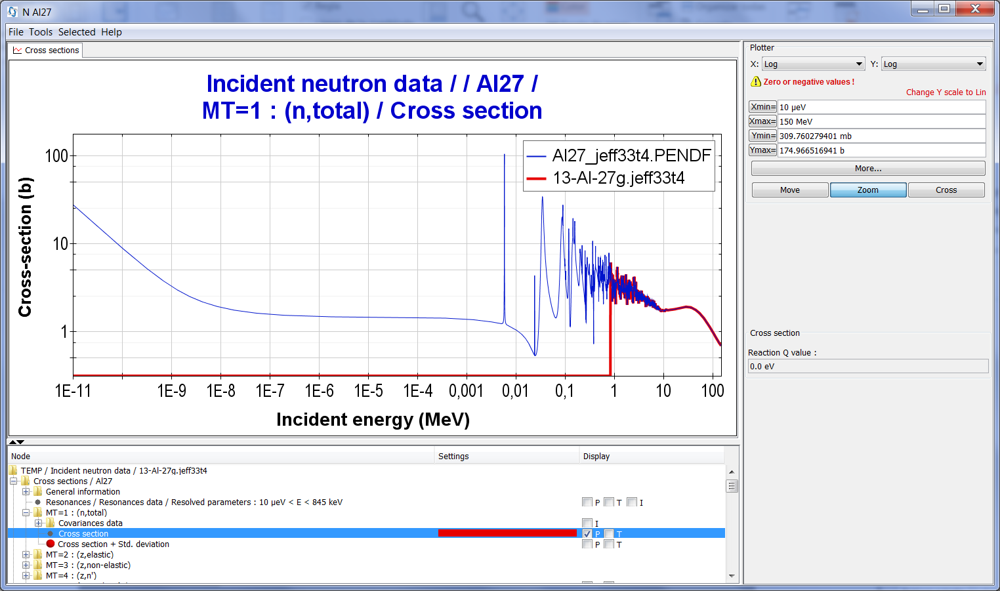 N Al27
File Tools Selected Help
Cross sections
Incident neutron data / / Al27 /
MT=1 : (n,total) / Cross section
Al27_jeff33t4.PENDF
13-Al-27g.jeff33t4
Cross-section (b)
100
10
1
1E-11 1E-9 1E-8 1E-7 1E-6 1E-5 1E-4 0,001 0,01 0,1 1 10 100
Incident energy (MeV)
Plotter
X: Log Y: Log
Zero or negative values !
Change Y scale to Lin
Xmin= 10 µeV
Xmax= 150 MeV
Ymin= 309.760279401 mb
Ymax= 174.966516941 b
More...
Move Zoom Cross
Cross section
Reaction Q value :
0.0 eV
Node Settings Display
TEMP / Incident neutron data / 13-Al-27g.jeff33t4
Cross sections / Al27
General information
Resonances / Resonances data / Resolved parameters : 10 µeV < E < 845 keV P T I
MT=1 : (n,total)
Covariances data I
Cross section P T
Cross section + Std. deviation P T
MT=2 : (z,elastic)
MT=3 : (z,non-elastic)
MT=4 : (z,n')